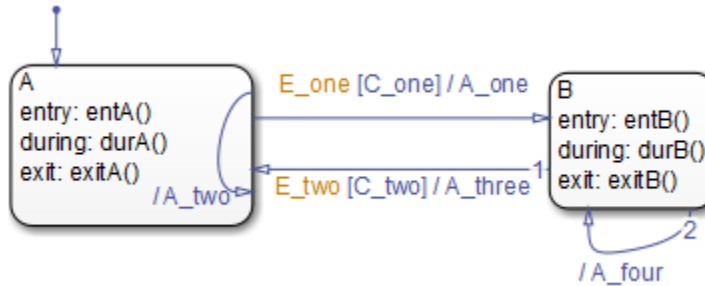 A
entry: entA()
during: durA()
exit: exitA()
/ A_two
E_one [C_one] / A_one
1
E_two [C_two] / A_three
B
entry: entB()
during: durB()
exit: exitB()
2
/ A_four